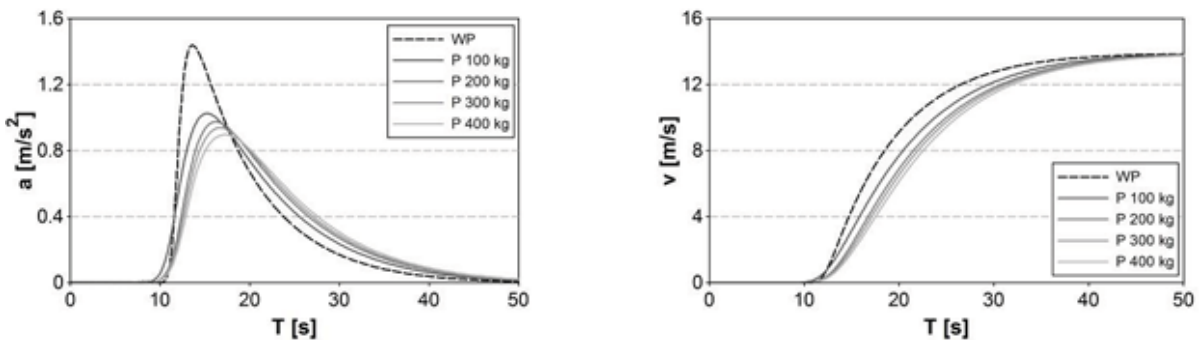 1.6
1.2
0.8
0.4
0
a [m/s²]
WP
P 100 kg
P 200 kg
P 300 kg
P 400 kg
0 10 20 30 40 50
T [s]
16
12
8
4
0
v [m/s]
WP
P 100 kg
P 200 kg
P 300 kg
P 400 kg
0 10 20 30 40 50
T [s]